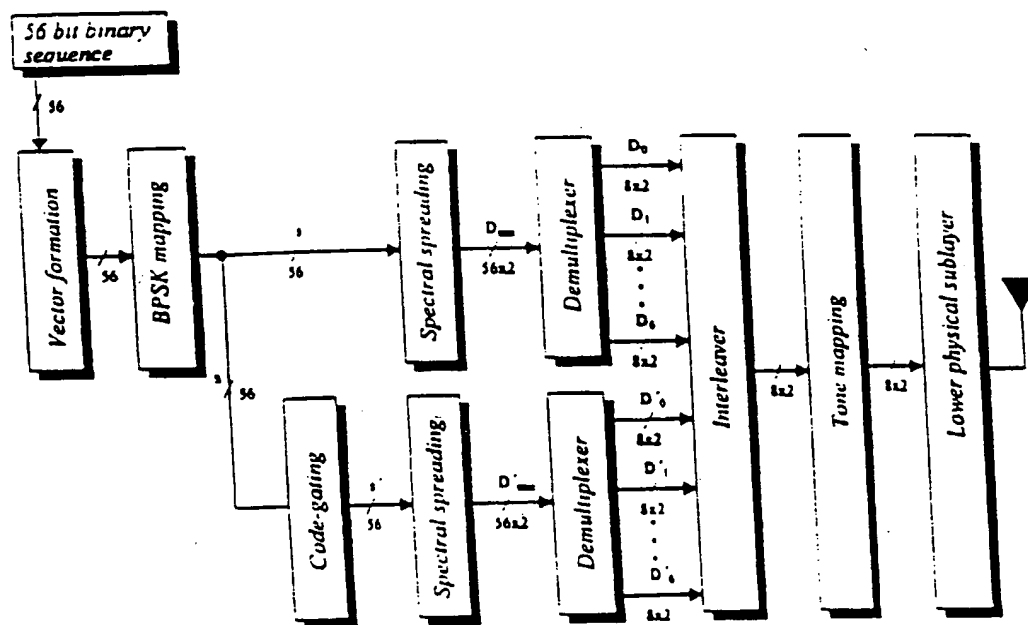 56 bit binary
sequence
56
Vector formation
56
BPSK mapping
s
56
Spectral spreading
56x2
Demultiplexer
D0
8x2
D1
8x2
D6
8x2
s
56
Code-gating
s'
56
Spectral spreading
56x2
Demultiplexer
D'0
8x2
D'1
8x2
D'6
8x2
Interleaver
8x2
Tone mapping
8x2
Lower physical sublayer